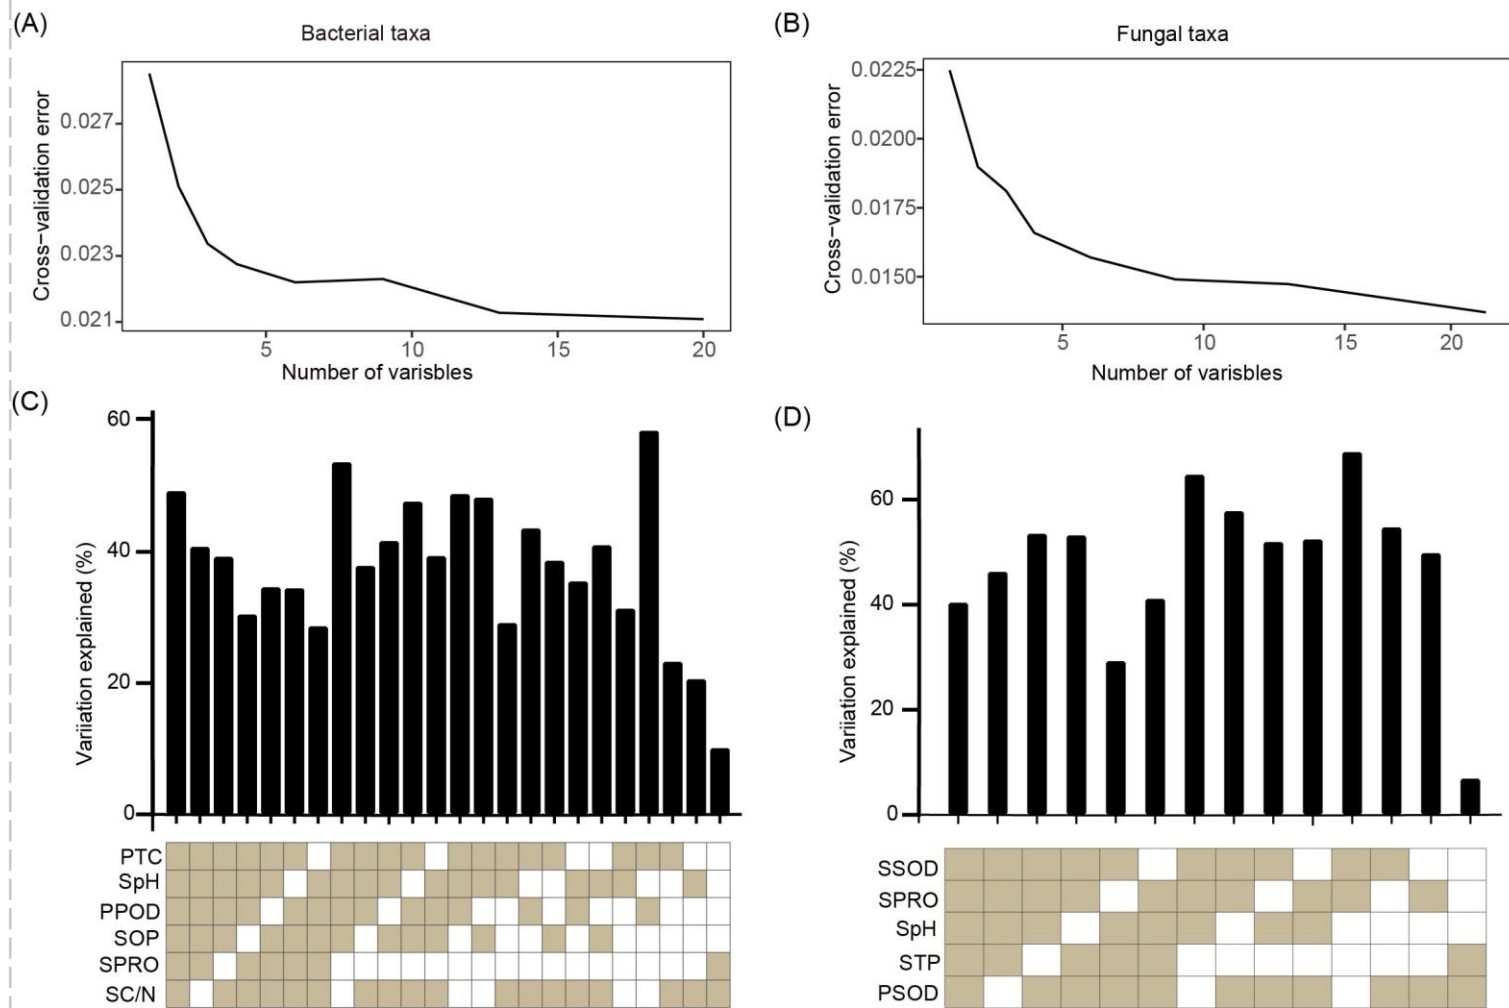 (A)
Bacterial taxa
Cross-validation error
0.027
0.025
0.023
0.021
5 10 15 20
Number of varisbles
(B)
Fungal taxa
Cross-validation error
0.0225
0.0200
0.0175
0.0150
5 10 15 20
Number of varisbles
(C)
Variiation explained (%)
60
40
20
0
PTC
SpH
PPOD
SOP
SPRO
SC/N
(D)
Variiation explained (%)
60
40
20
0
SSOD
SPRO
SpH
STP
PSOD